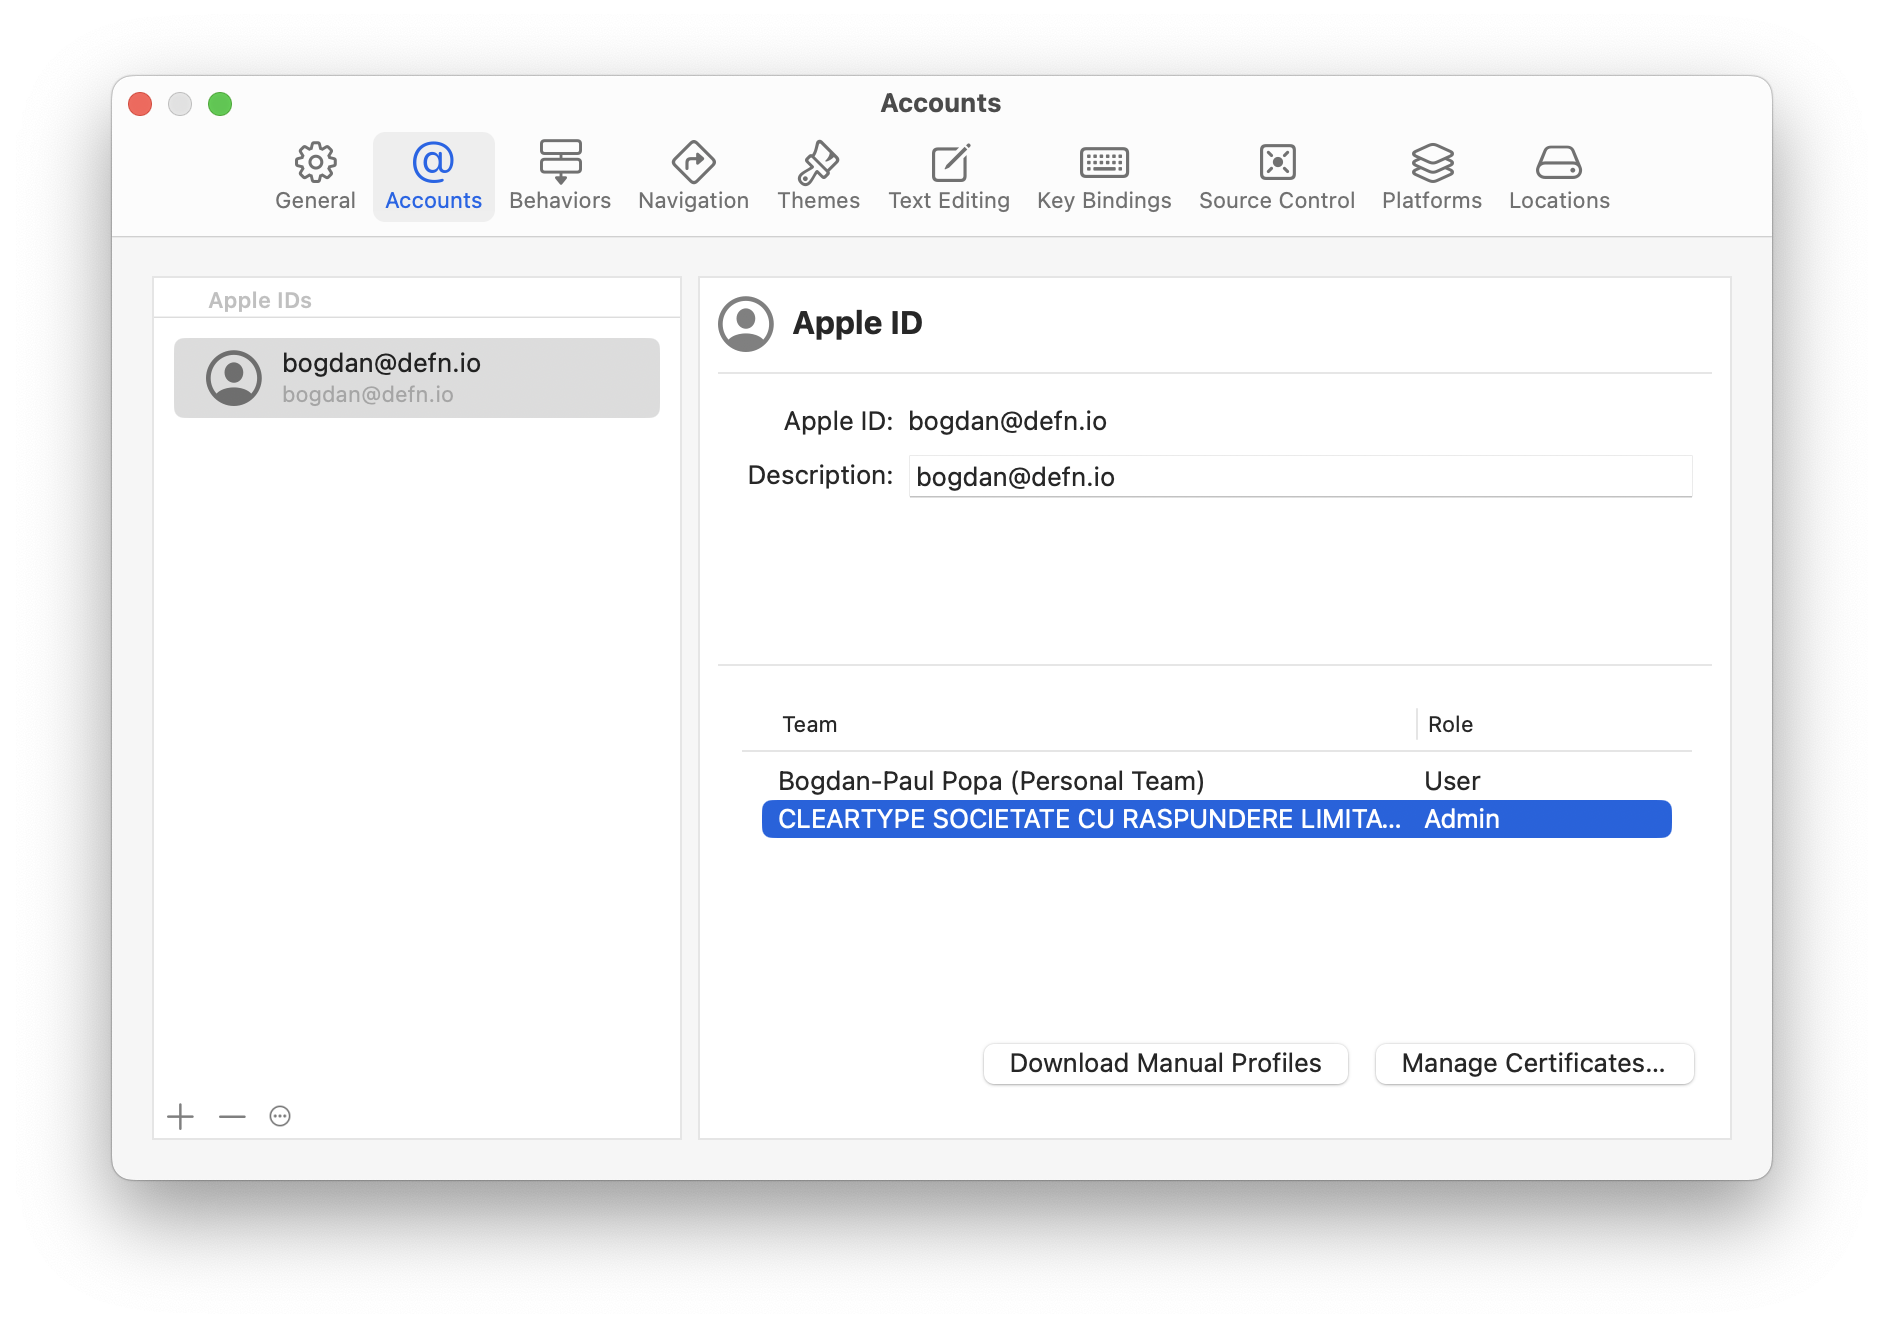 Accounts
General
Accounts
Behaviors
Navigation
Themes
Text Editing
Key Bindings
Source Control
Platforms
Locations
Apple IDs
bogdan@defn.io
bogdan@defn.io
Apple ID
Apple ID: bogdan@defn.io
Description: bogdan@defn.io
Team Role
Bogdan-Paul Popa (Personal Team) User
CLEARTYPE SOCIETATE CU RASPUNDERE LIMITA... Admin
Download Manual Profiles
Manage Certificates...